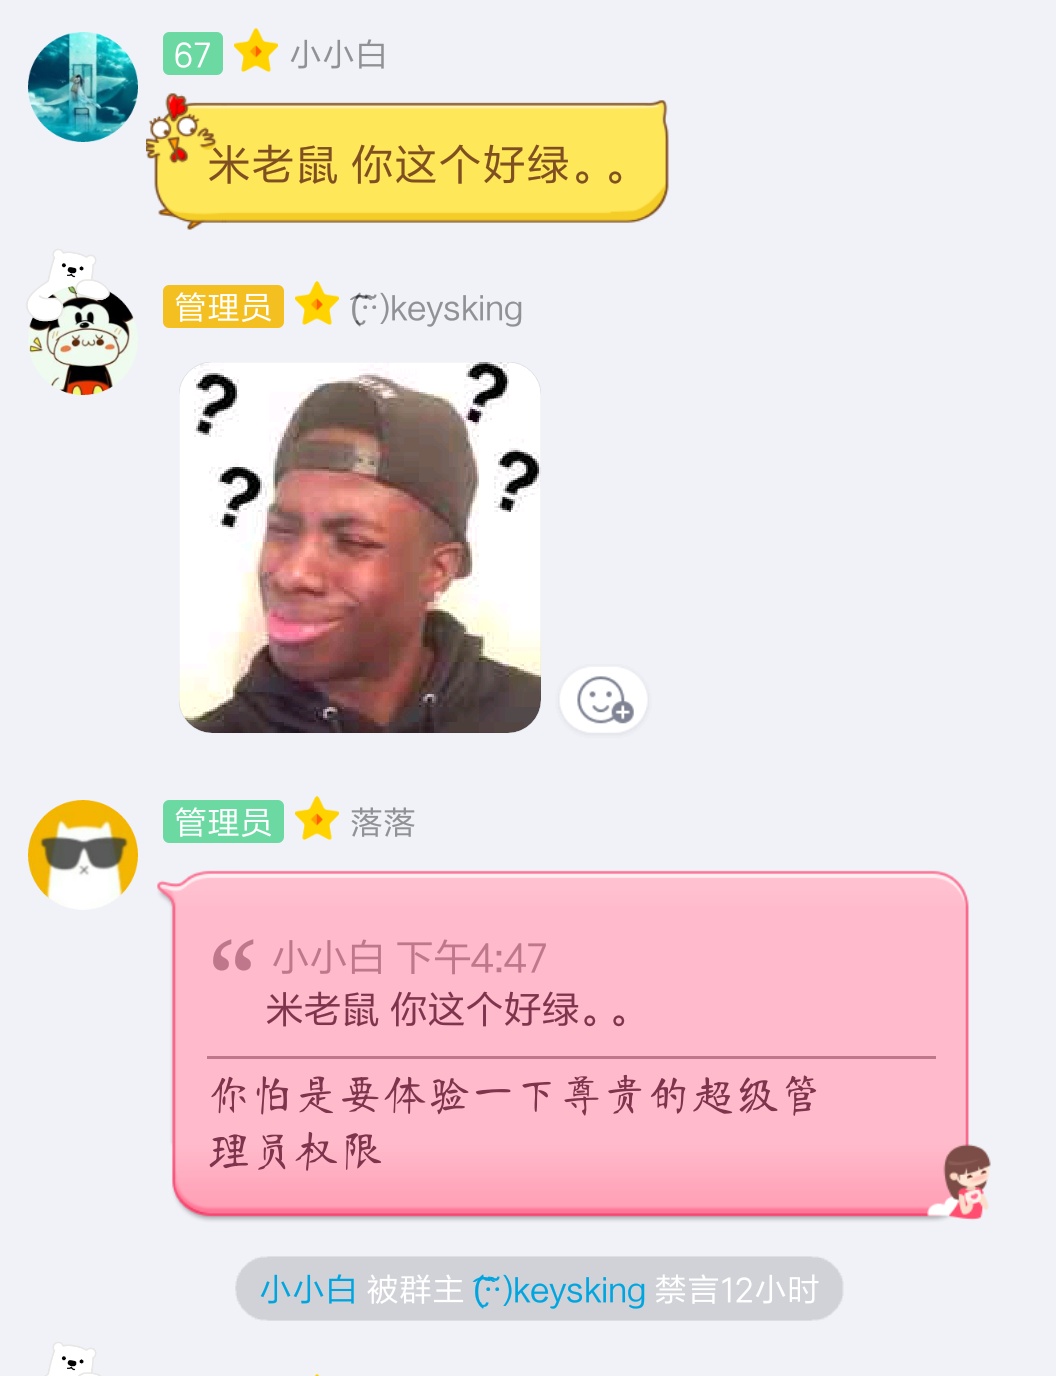 67 小小白
米老鼠 你这个好绿。。
管理员 keysking
? ?
? ?
管理员 落落
“ 小小白 下午4:47
米老鼠 你这个好绿。。
你怕是要体验一下尊贵的超级管
理员权限
小小白 被群主 keysking 禁言12小时